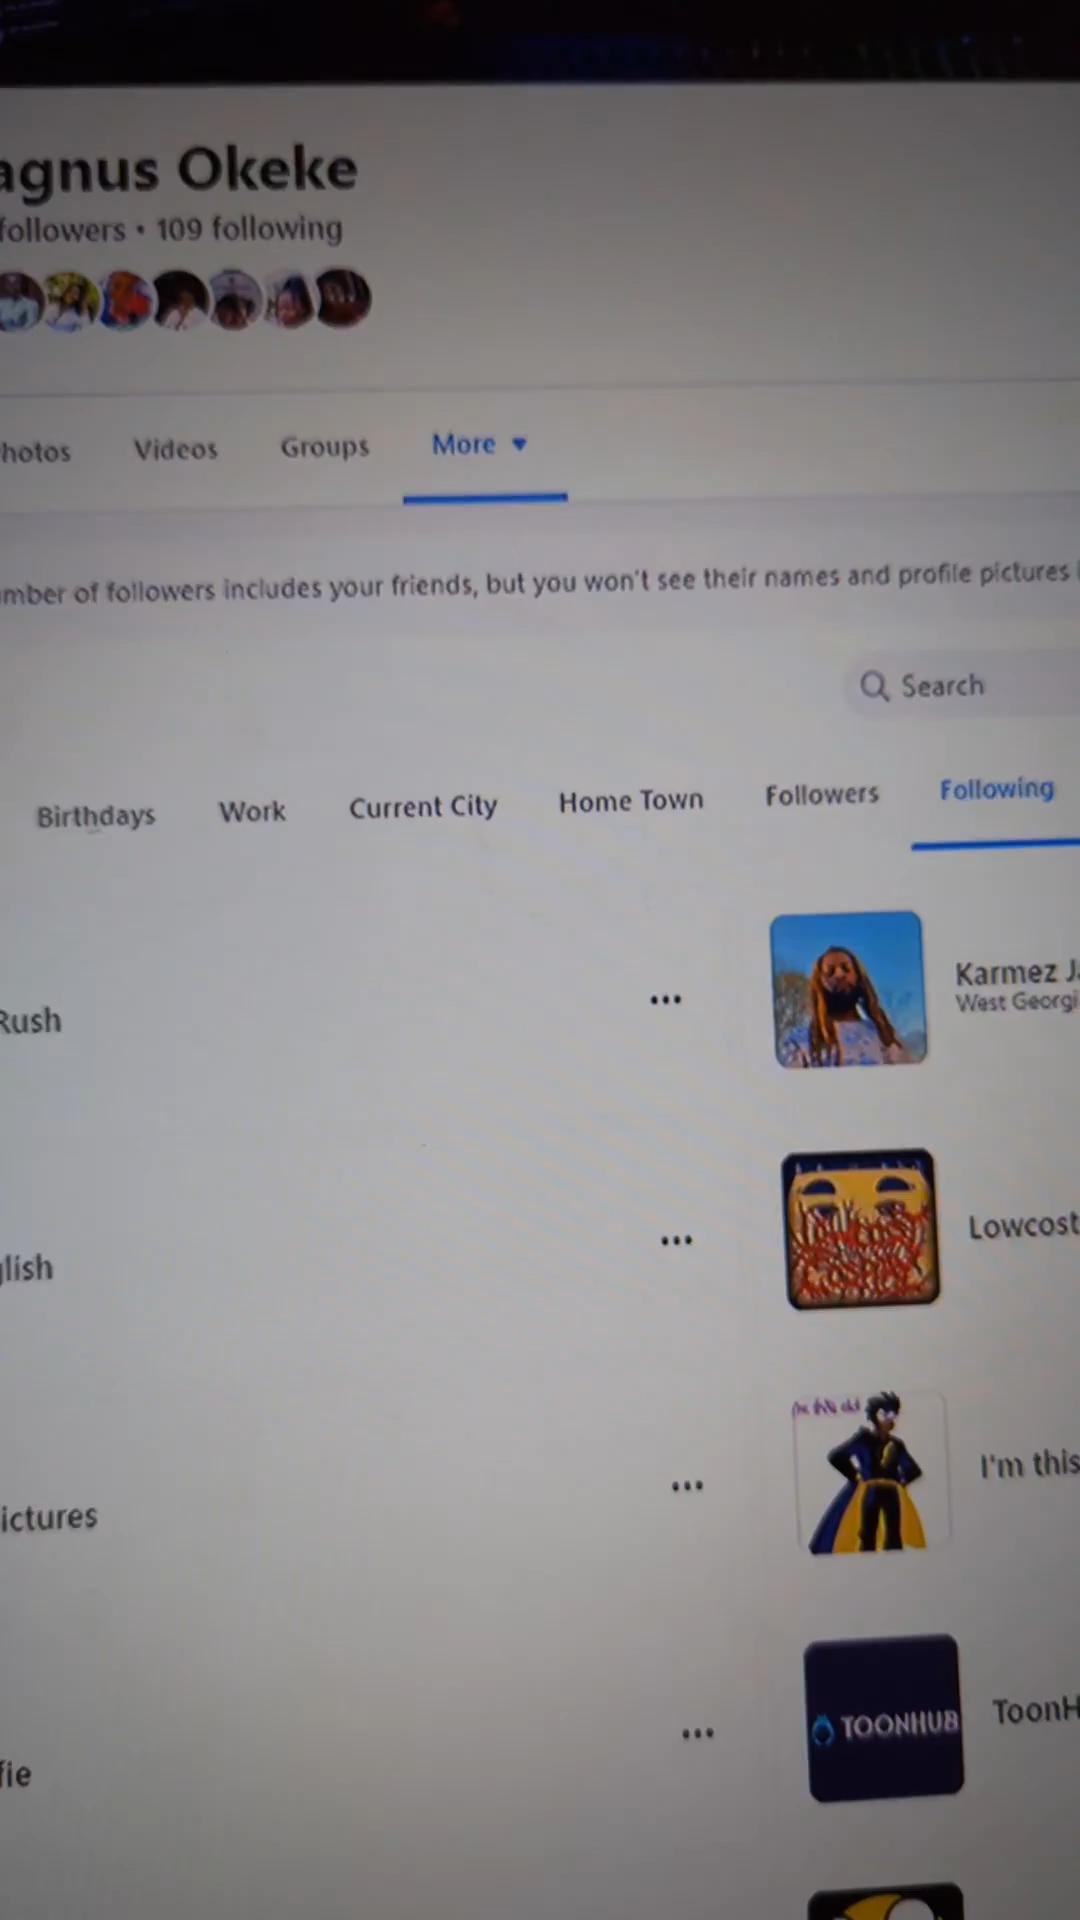 agnus Okeke
followers • 109 following
hotos Videos Groups More
mber of followers includes your friends, but you won't see their names and profile pictures
Search
Birthdays Work Current City Home Town Followers Following
Rush
Karmez J
West Georgi
lish
Lowcost
ictures
I'm this
TOONHUB
ToonH
fie